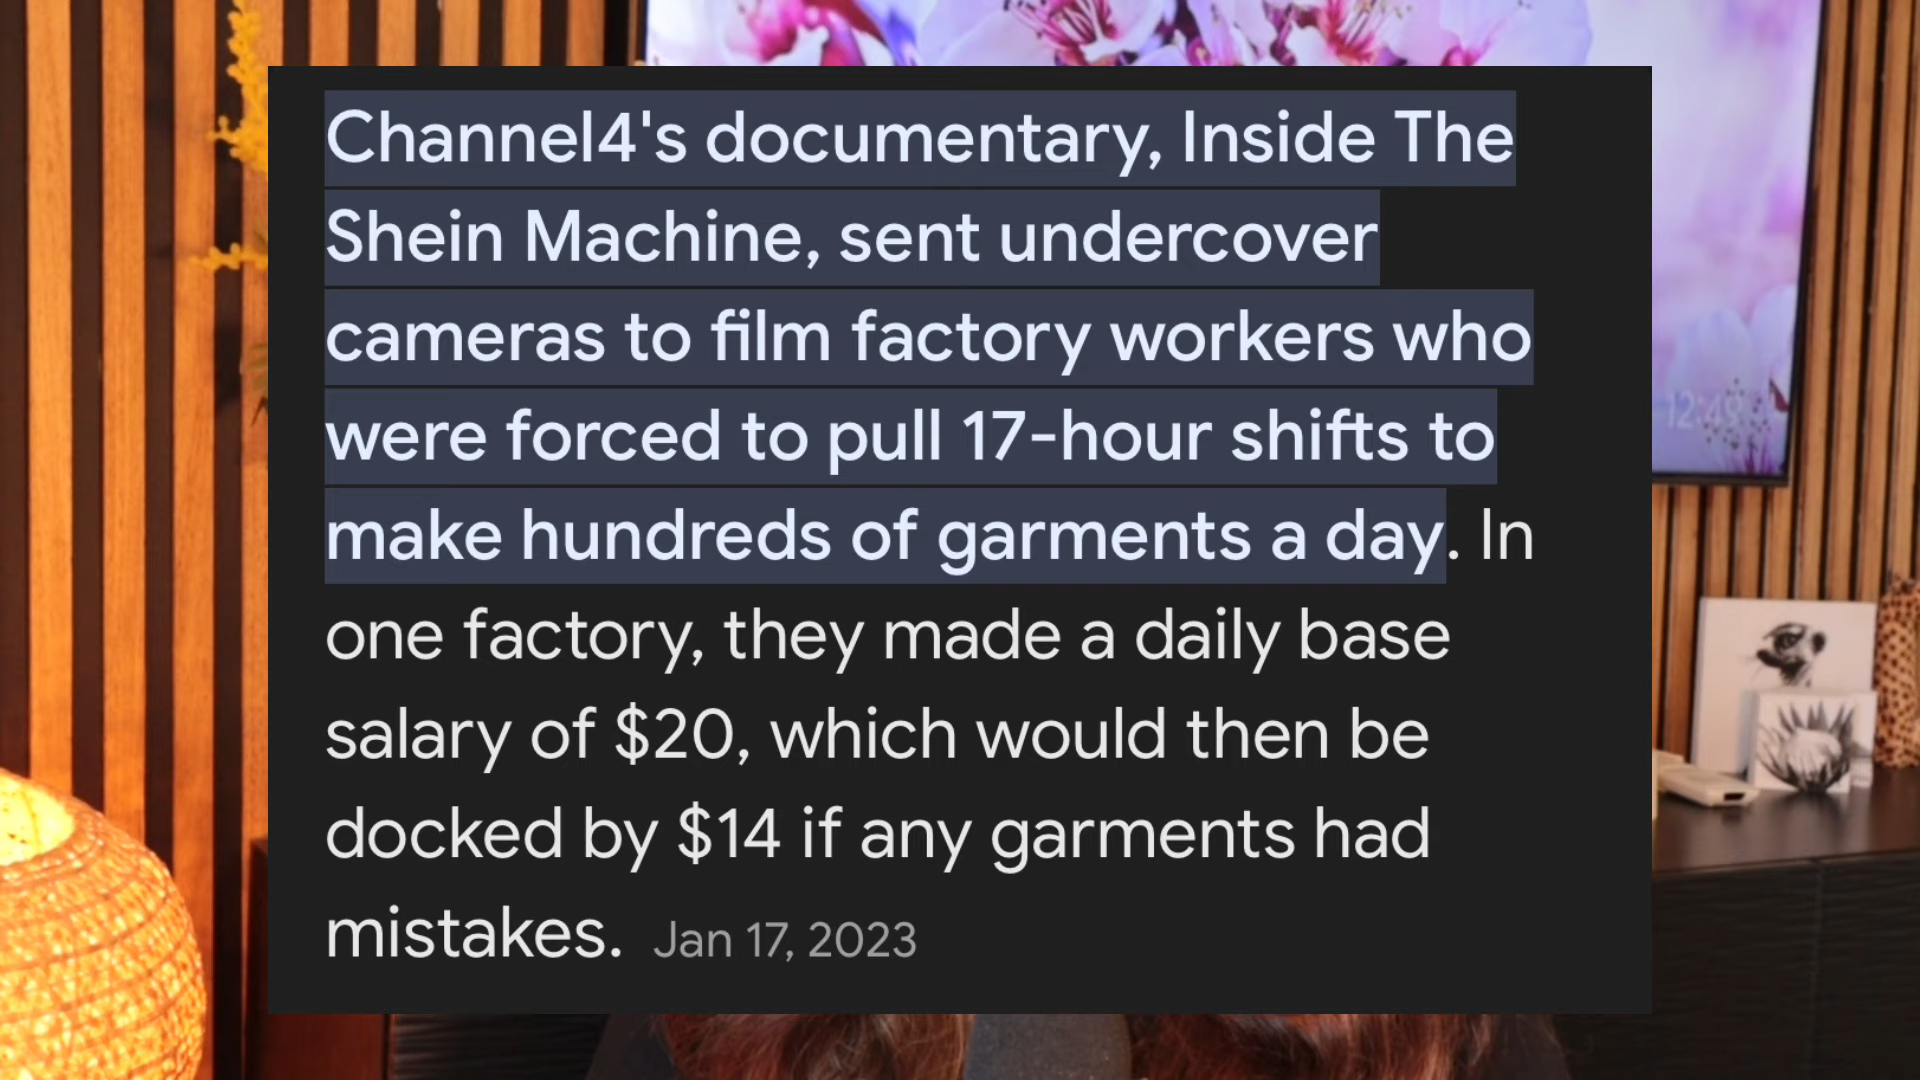 Channel4's documentary, Inside The
Shein Machine, sent undercover
cameras to film factory workers who
were forced to pull 17-hour shifts to
make hundreds of garments a day. In
one factory, they made a daily base
salary of $20, which would then be
docked by $14 if any garments had
mistakes. Jan 17, 2023
12:49